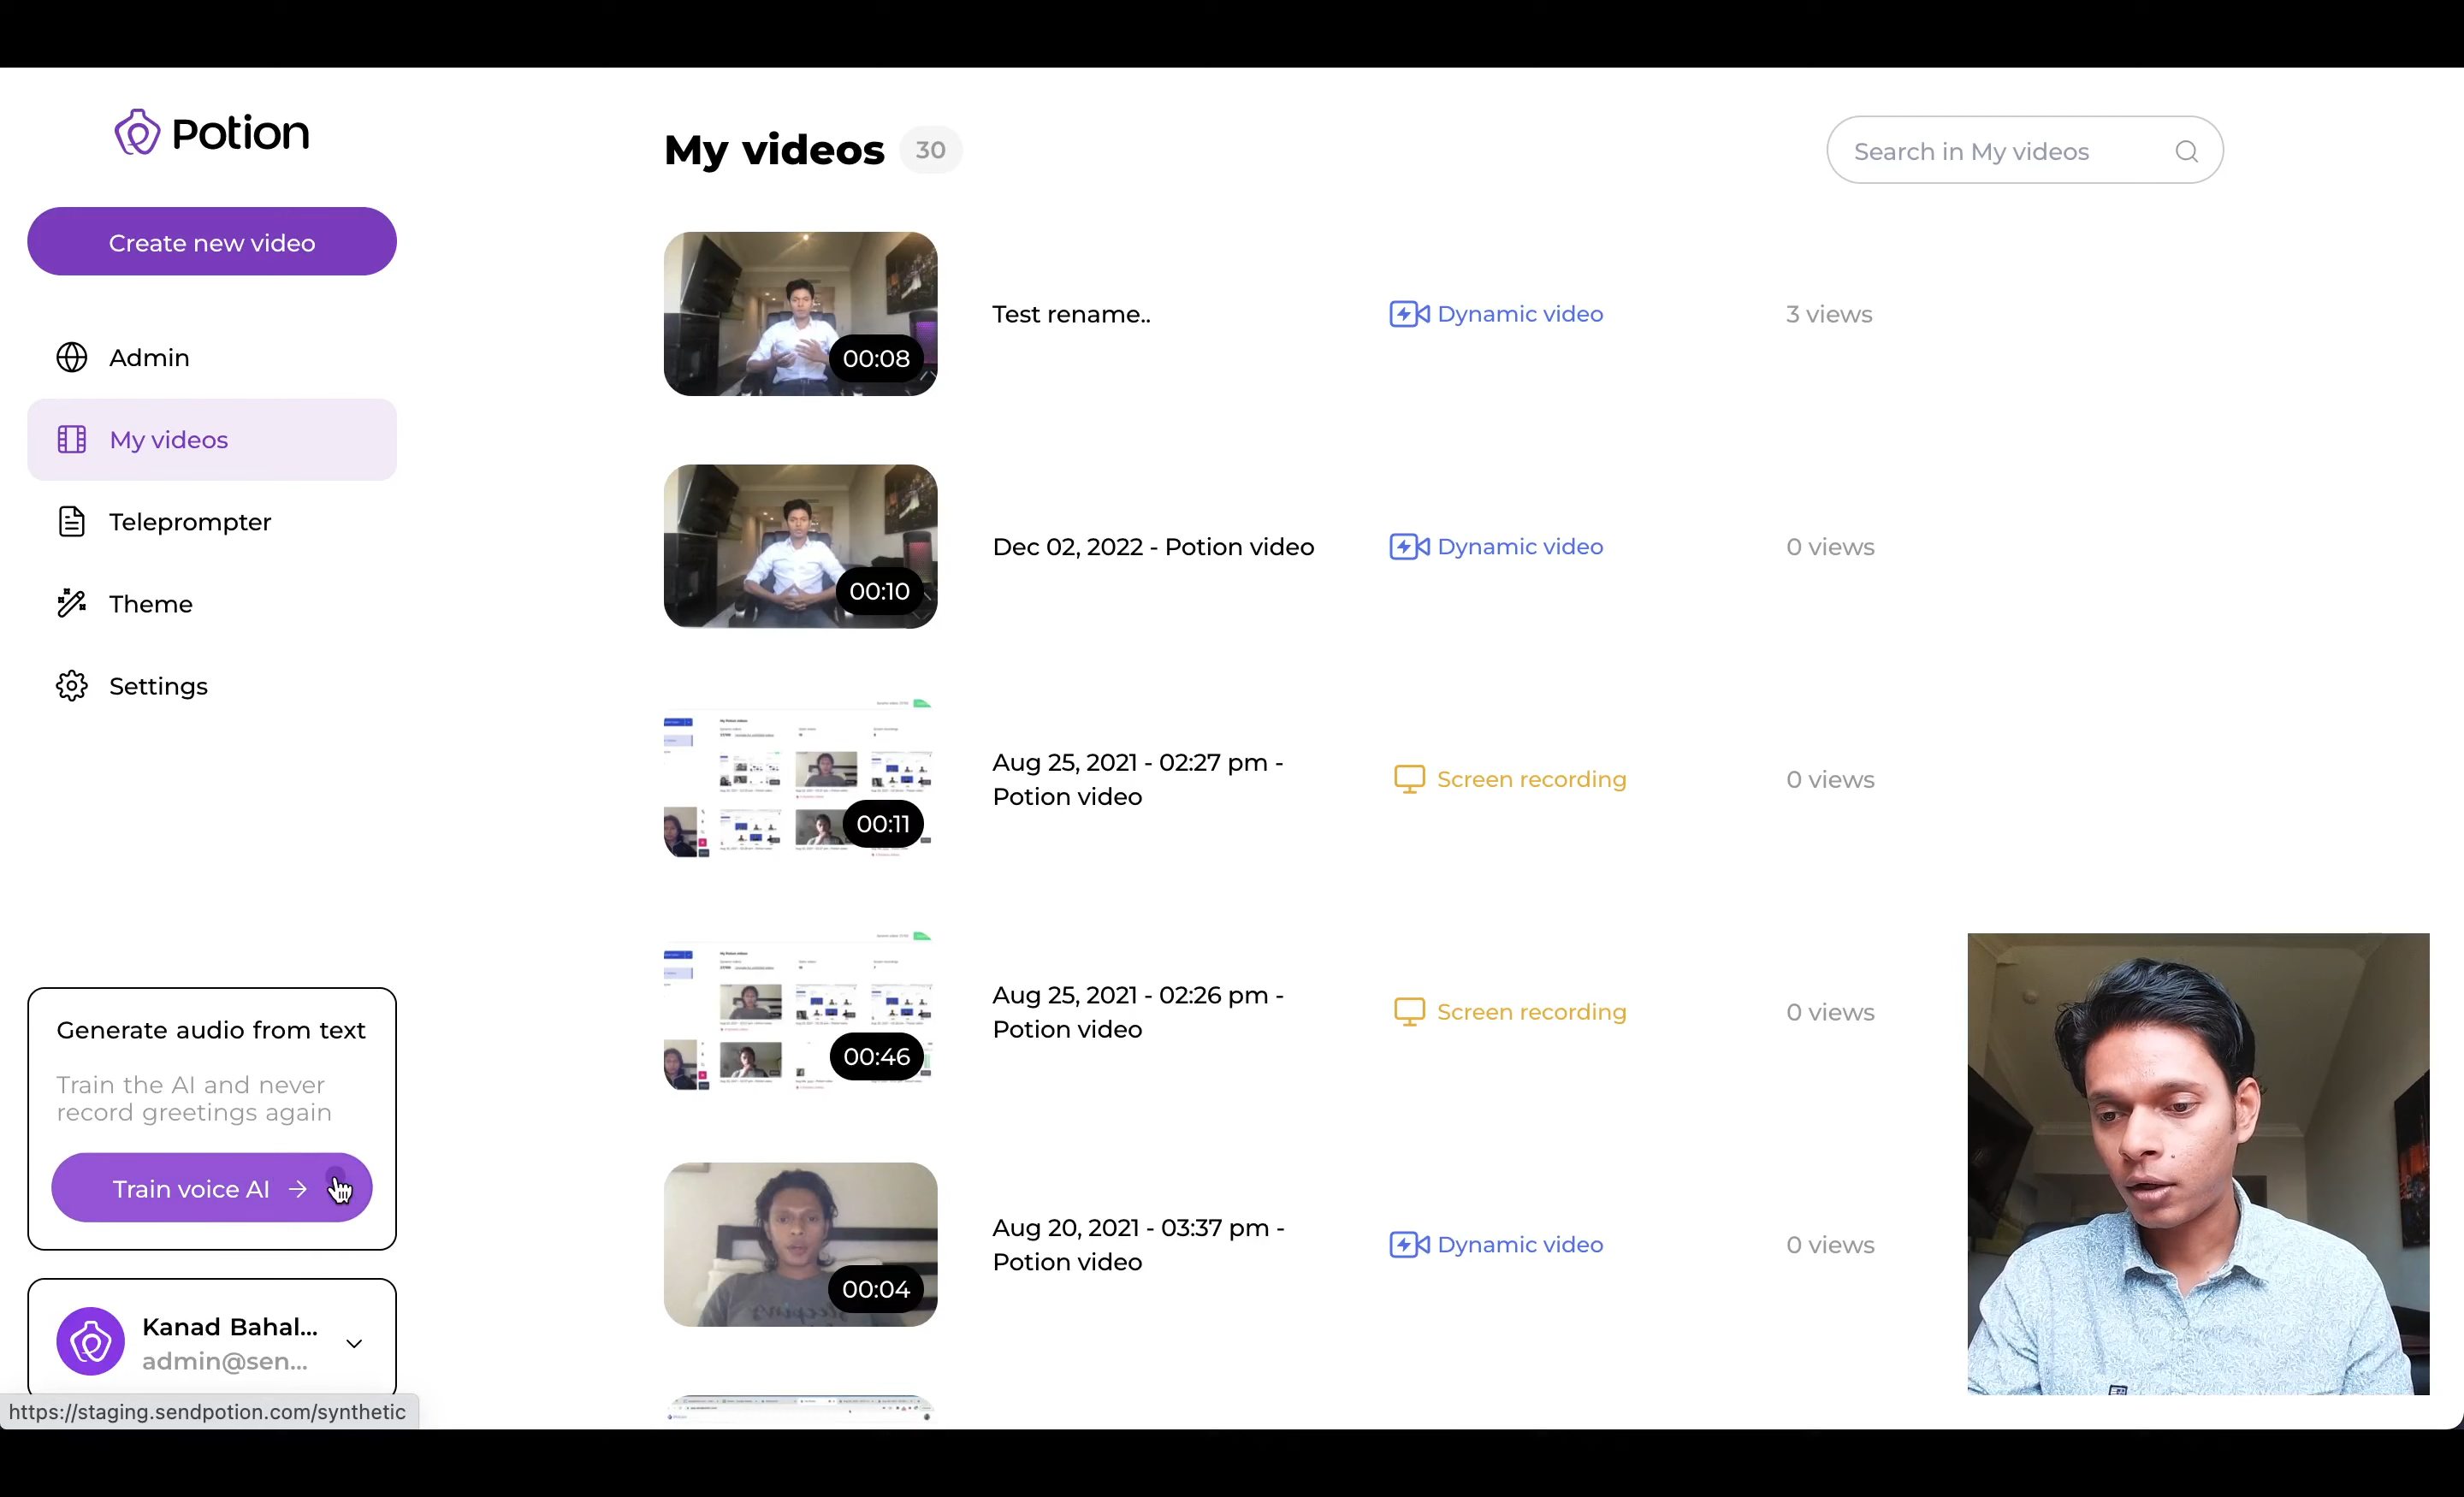 Potion
Create new video
Admin
My videos
Teleprompter
Theme
Settings
Generate audio from text
Train the AI and never
record greetings again
Train voice AI →
Kanad Bahal...
admin@sen...
https://staging.sendpotion.com/synthetic
My videos 30
Search in My videos
00:08
Test rename..
Dynamic video
3 views
00:10
Dec 02, 2022 - Potion video
Dynamic video
0 views
00:11
Aug 25, 2021 - 02:27 pm -
Potion video
Screen recording
0 views
00:46
Aug 25, 2021 - 02:26 pm -
Potion video
Screen recording
0 views
00:04
Aug 20, 2021 - 03:37 pm -
Potion video
Dynamic video
0 views